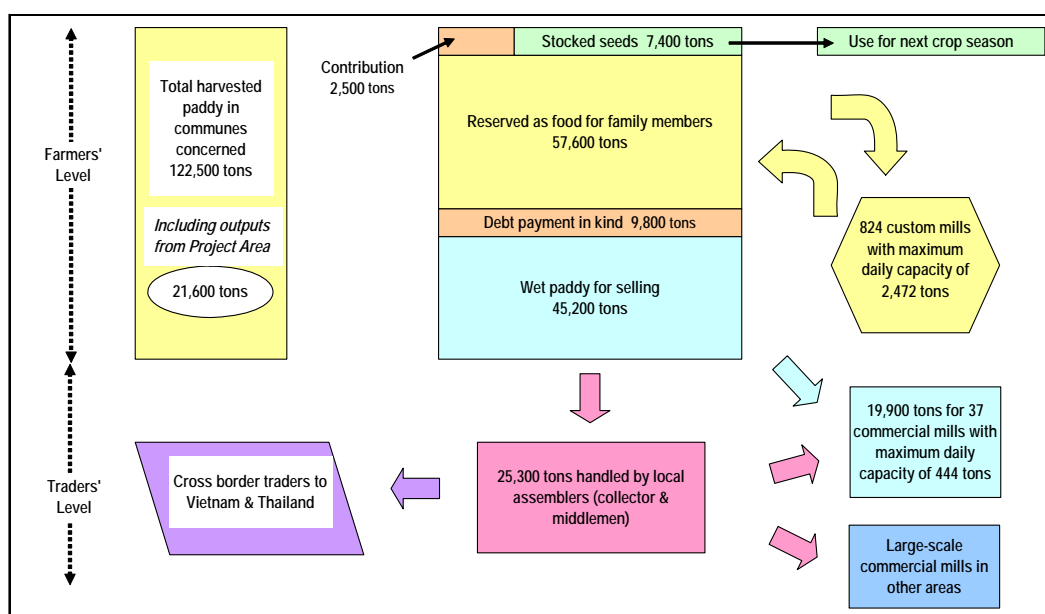 Stocked seeds 7,400 tons
Use for next crop season
Contribution
2,500 tons
Total harvested
paddy in
communes
concerned
122,500 tons
Reserved as food for family members
57,600 tons
Farmers'
Level
Including outputs
from Project Area
21,600 tons
Debt payment in kind 9,800 tons
824 custom mills
with maximum
daily capacity of
2,472 tons
Wet paddy for selling
45,200 tons
19,900 tons for 37
commercial mills with
maximum daily
capacity of 444 tons
Traders'
Level
Cross border traders to
Vietnam & Thailand
25,300 tons handled by local
assemblers (collector &
middlemen)
Large-scale
commercial mills in
other areas